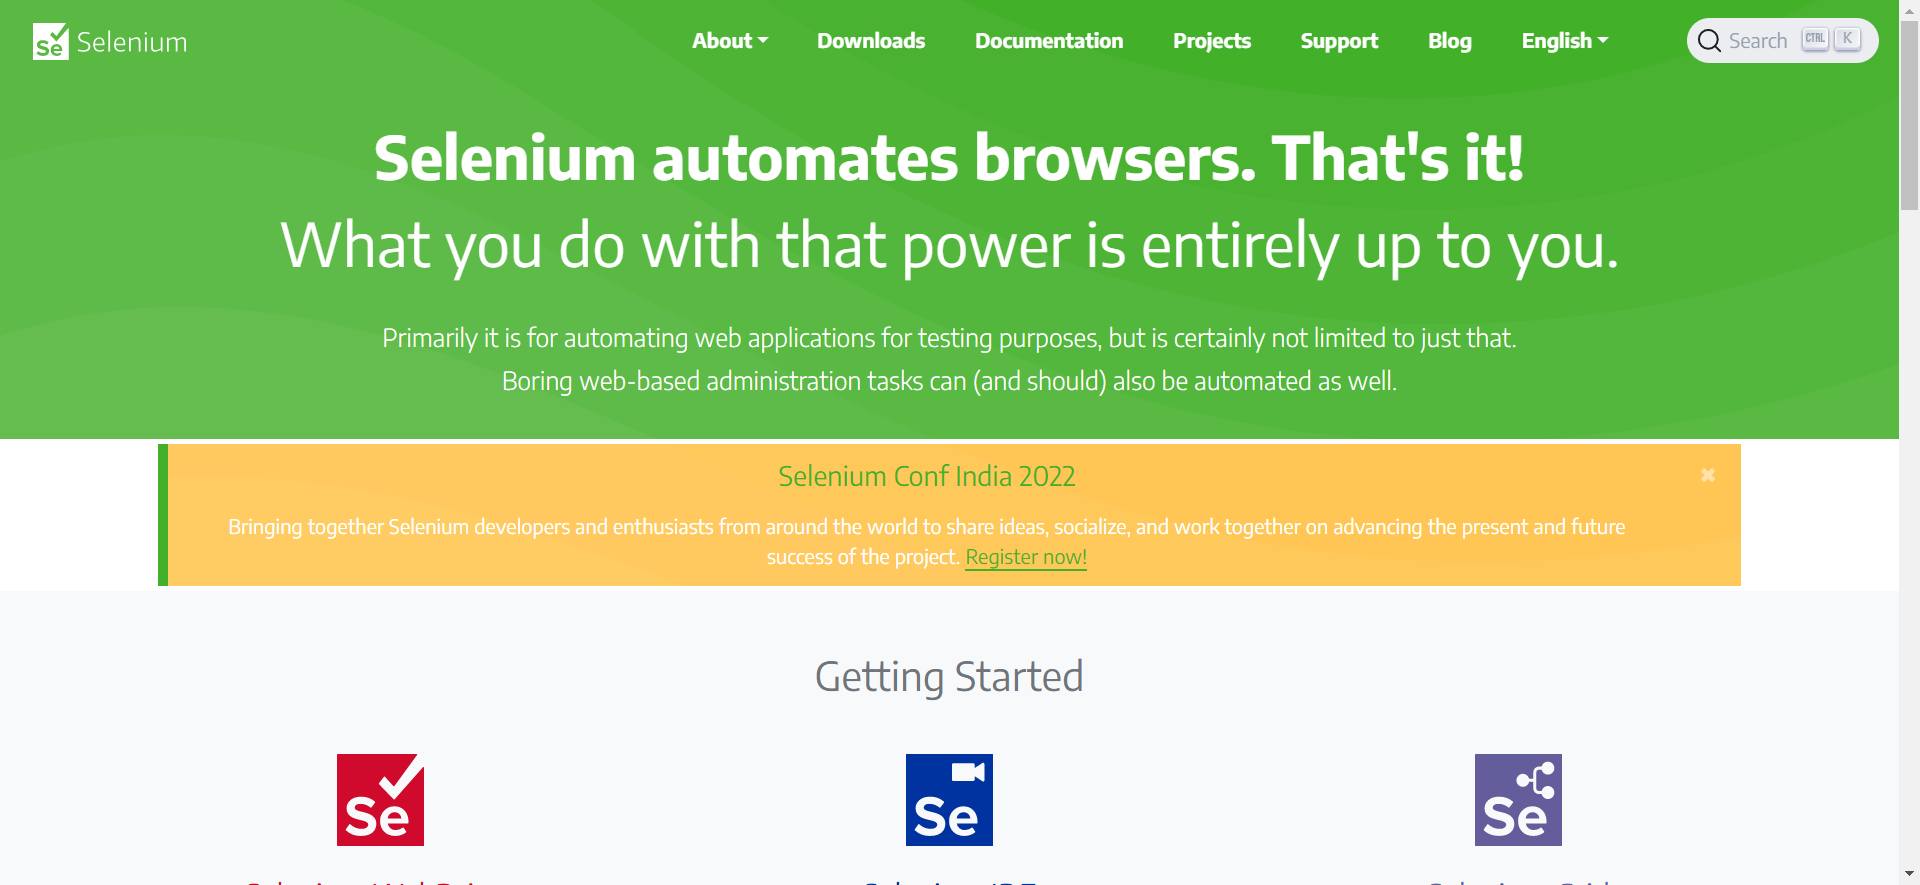 Se Selenium
About Downloads Documentation Projects Support Blog English Search CTRL K
Selenium automates browsers. That's it!
What you do with that power is entirely up to you.
Primarily it is for automating web applications for testing purposes, but is certainly not limited to just that.
Boring web-based administration tasks can (and should) also be automated as well.
Selenium Conf India 2022
Bringing together Selenium developers and enthusiasts from around the world to share ideas, socialize, and work together on advancing the present and future
success of the project. Register now!
Getting Started
Se Se Se